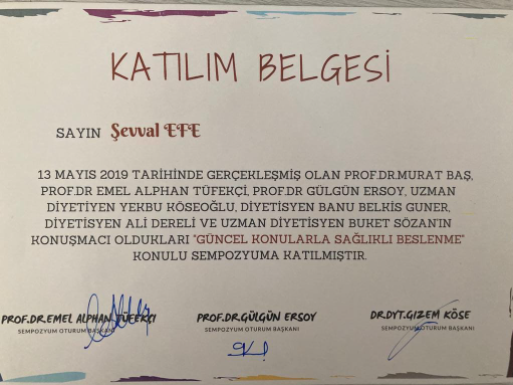 KATILIM BELGESİ
SAYIN Şevval EFE
13 MAYIS 2019 TARİHİNDE GERÇEKLEŞMİŞ OLAN PROF.DR.MURAT BAŞ,
PROF.DR EMEL ALPHAN TÜFEKÇİ, PROF.DR GÜLGÜN ERSOY, UZMAN
DİYETİYEN YEKBU KÖSEOĞLU, DİYETİSYEN BANU BELKİS GUNER,
DİYETİSYEN ALİ DERELİ VE UZMAN DİYETİSYEN BUKET SÖZAN'IN
KONUŞMACI OLDUKLARI "GÜNCEL KONULARLA SAĞLIKLI BESLENME"
KONULU SEMPOZYUMA KATILMIŞTIR.
PROF.DR.EMEL ALPHAN TÜFEKÇİ
SEMPOZYUM OTURUM BAŞKANI
PROF.DR.GÜLGÜN ERSOY
SEMPOZYUM OTURUM BAŞKANI
DR.DYT.GIZEM KÖSE
SEMPOZYUM OTURUM BAŞKANI